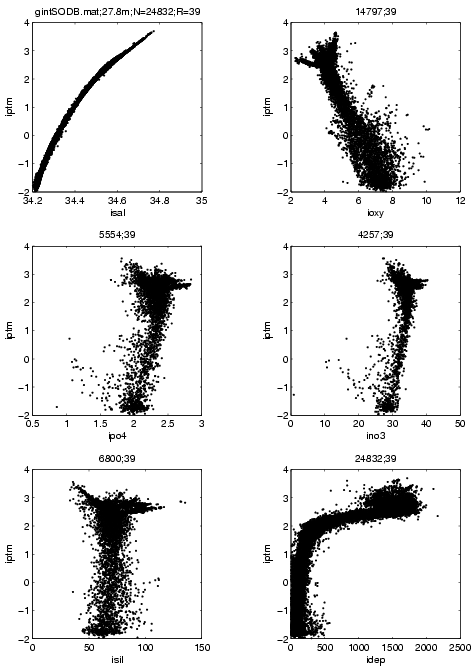 gintSODB.mat;27.8m;N=24832;R=39
14797;39
4
3
2
1
0
−1
−2
iptm
34.2 34.4 34.6 34.8 35
isal
4
3
2
1
0
−1
−2
iptm
2 4 6 8 10 12
ioxy
5554;39
4257;39
4
3
2
1
0
−1
−2
iptm
0.5 1 1.5 2 2.5 3
ipo4
4
3
2
1
0
−1
−2
iptm
0 10 20 30 40 50
ino3
6800;39
24832;39
4
3
2
1
0
−1
−2
iptm
0 50 100 150
isil
4
3
2
1
0
−1
−2
iptm
0 500 1000 1500 2000 2500
idep